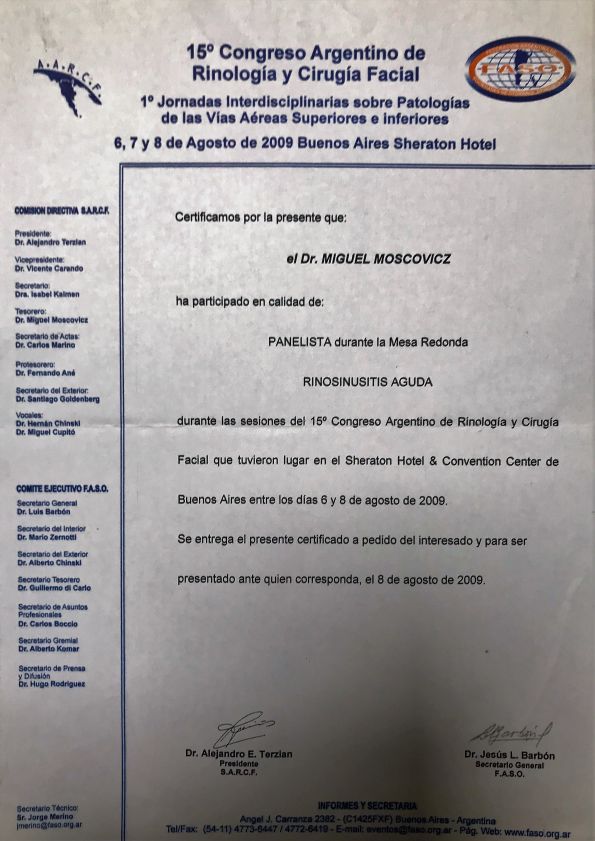 A.A.R.C.F.
15º Congreso Argentino de
Rinología y Cirugía Facial
F.A.S.O.
1º Jornadas Interdisciplinarias sobre Patologías
de las Vías Aéreas Superiores e inferiores
6, 7 y 8 de Agosto de 2009 Buenos Aires Sheraton Hotel
COMISION DIRECTIVA S.A.R.C.F.
Presidente:
Dr. Alejandro Terzian
Vicepresidente:
Dr. Vicente Carando
Secretario:
Dra. Isabel Kaimen
Tesorero:
Dr. Miguel Moscovicz
Secretario de Actas:
Dr. Carlos Marino
Protesorero:
Dr. Fernando Ané
Secretario del Exterior:
Dr. Santiago Goldenberg
Vocales:
Dr. Hernán Chinski
Dr. Miguel Cupitó
COMITE EJECUTIVO F.A.S.O.
Secretario General
Dr. Luis Barbón
Secretario del Interior
Dr. Mario Zernotti
Secretario del Exterior
Dr. Alberto Chinski
Secretario Tesorero
Dr. Guillermo di Carlo
Secretario de Asuntos
Profesionales
Dr. Carlos Boccio
Secretario Gremial
Dr. Alberto Komar
Secretario de Prensa
y Difusión
Dr. Hugo Rodríguez
Secretario Técnico:
Sr. Jorge Merino
jmerino@faso.org.ar
Certificamos por la presente que:
el Dr. MIGUEL MOSCOVICZ
ha participado en calidad de:
PANELISTA durante la Mesa Redonda
RINOSINUSITIS AGUDA
durante las sesiones del 15º Congreso Argentino de Rinología y Cirugía
Facial que tuvieron lugar en el Sheraton Hotel & Convention Center de
Buenos Aires entre los días 6 y 8 de agosto de 2009.
Se entrega el presente certificado a pedido del interesado y para ser
presentado ante quien corresponda, el 8 de agosto de 2009.
Dr. Alejandro E. Terzian
Presidente
S.A.R.C.F.
Dr. Jesús L. Barbón
Secretario General
F.A.S.O.
INFORMES Y SECRETARIA
Angel J. Carranza 2382 - (C1425FXF) Buenos Aires - Argentina
Tel/Fax: (54-11) 4773-6447 / 4772-6419 - E-mail: eventos@faso.org.ar - Pág. Web: www.faso.org.ar